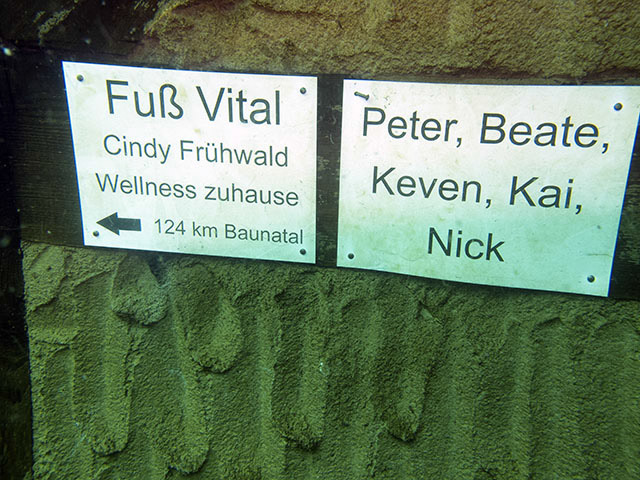 Fuß Vital
Cindy Frühwald
Wellness zuhause
124 km Baunatal
Peter, Beate,
Keven, Kai,
Nick